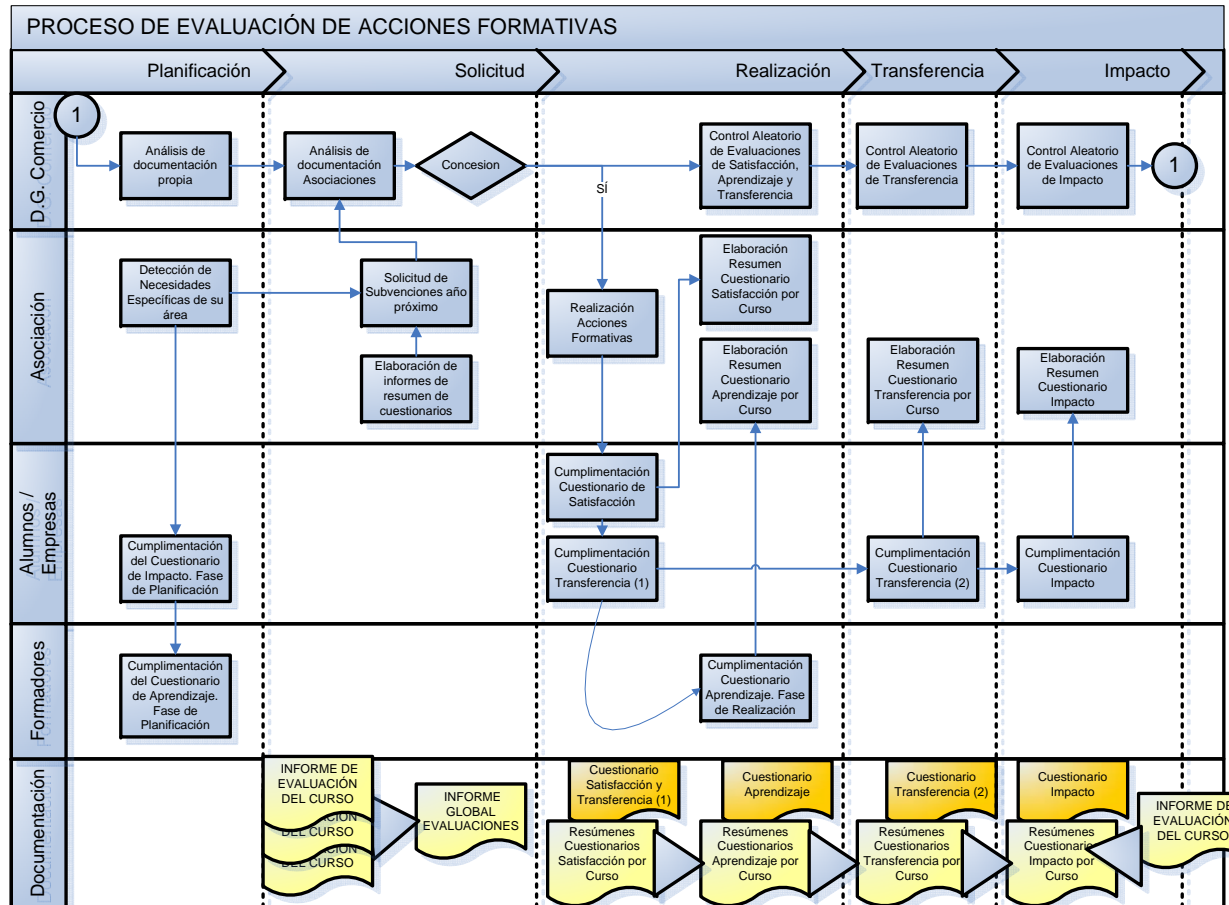 PROCESO DE EVALUACIÓN DE ACCIONES FORMATIVAS
Planificación
Solicitud
Realización
Transferencia
Impacto
D.G. Comercio
1
Análisis de
documentación
propia
Análisis de
documentación
Asociaciones
Concesion
SÍ
Control Aleatorio
de Evaluaciones
de Satisfacción,
Aprendizaje y
Transferencia
Control Aleatorio
de Evaluaciones
de Transferencia
Control Aleatorio
de Evaluaciones
de Impacto
1
Asociación
Detección de
Necesidades
Específicas de su
área
Solicitud de
Subvenciones año
próximo
Elaboración de
informes de
resumen de
cuestionarios
Realización
Acciones
Formativas
Elaboración
Resumen
Cuestionario
Satisfacción por
Curso
Elaboración
Resumen
Cuestionario
Aprendizaje por
Curso
Elaboración
Resumen
Cuestionario
Transferencia por
Curso
Elaboración
Resumen
Cuestionario
Impacto
Alumnos /
Empresas
Cumplimentación
del Cuestionario
de Impacto. Fase
de Planificación
Cumplimentación
Cuestionario de
Satisfacción
Cumplimentación
Cuestionario
Transferencia (1)
Cumplimentación
Cuestionario
Transferencia (2)
Cumplimentación
Cuestionario
Impacto
Formadores
Cumplimentación
del Cuestionario
de Aprendizaje.
Fase de
Planificación
Cumplimentación
Cuestionario
Aprendizaje. Fase
de Realización
Documentación
INFORME DE
EVALUACIÓN
DEL CURSO
DEL CURSO
DEL CURSO
INFORME
GLOBAL
EVALUACIONES
Cuestionario
Satisfacción y
Transferencia (1)
Resúmenes
Cuestionarios
Satisfacción por
Curso
Cuestionario
Aprendizaje
Resúmenes
Cuestionarios
Aprendizaje por
Curso
Cuestionario
Transferencia (2)
Resúmenes
Cuestionarios
Transferencia por
Curso
Cuestionario
Impacto
Resúmenes
Cuestionarios
Impacto por
Curso
INFORME DE
EVALUACIÓN
DEL CURSO